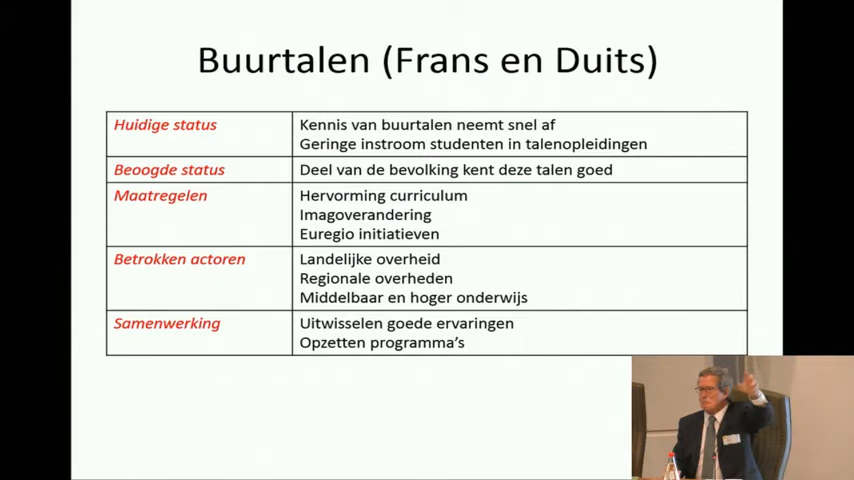 Buurtalen (Frans en Duits)
Huidige status
Kennis van buurtalen neemt snel af
Geringe instroom studenten in talenopleidingen
Beoogde status
Deel van de bevolking kent deze talen goed
Maatregelen
Hervorming curriculum
Imagoverandering
Euregio initiatieven
Betrokken actoren
Landelijke overheid
Regionale overheden
Middelbaar en hoger onderwijs
Samenwerking
Uitwisselen goede ervaringen
Opzetten programma's